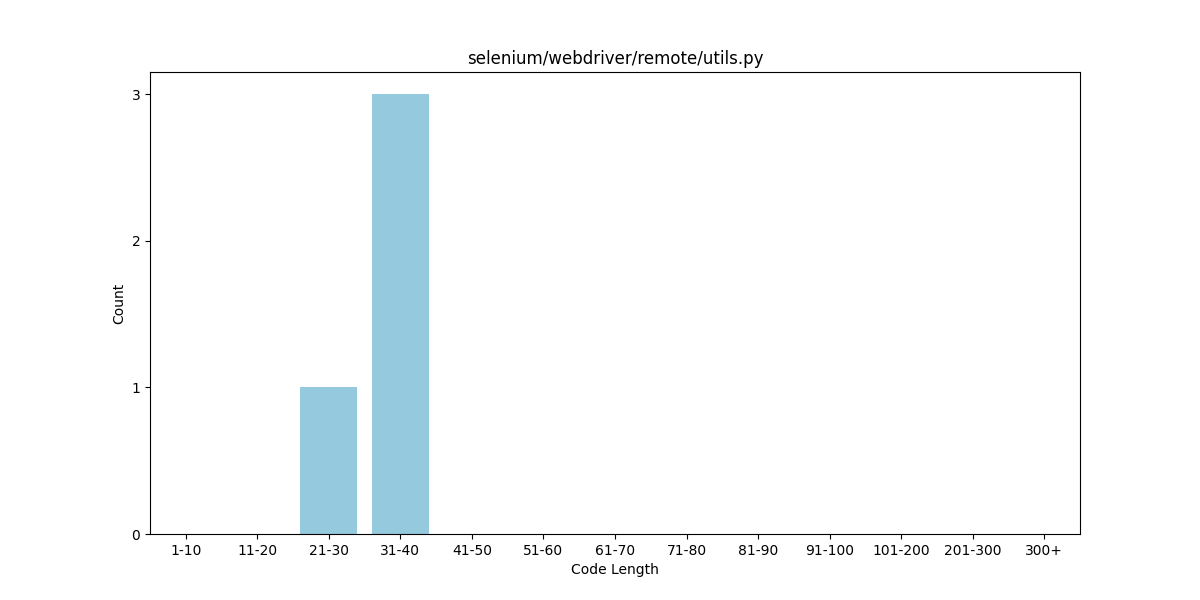 selenium/webdriver/remote/utils.py
3
2
1
0
Count
1-10 11-20 21-30 31-40 41-50 51-60 61-70 71-80 81-90 91-100 101-200 201-300 300+
Code Length